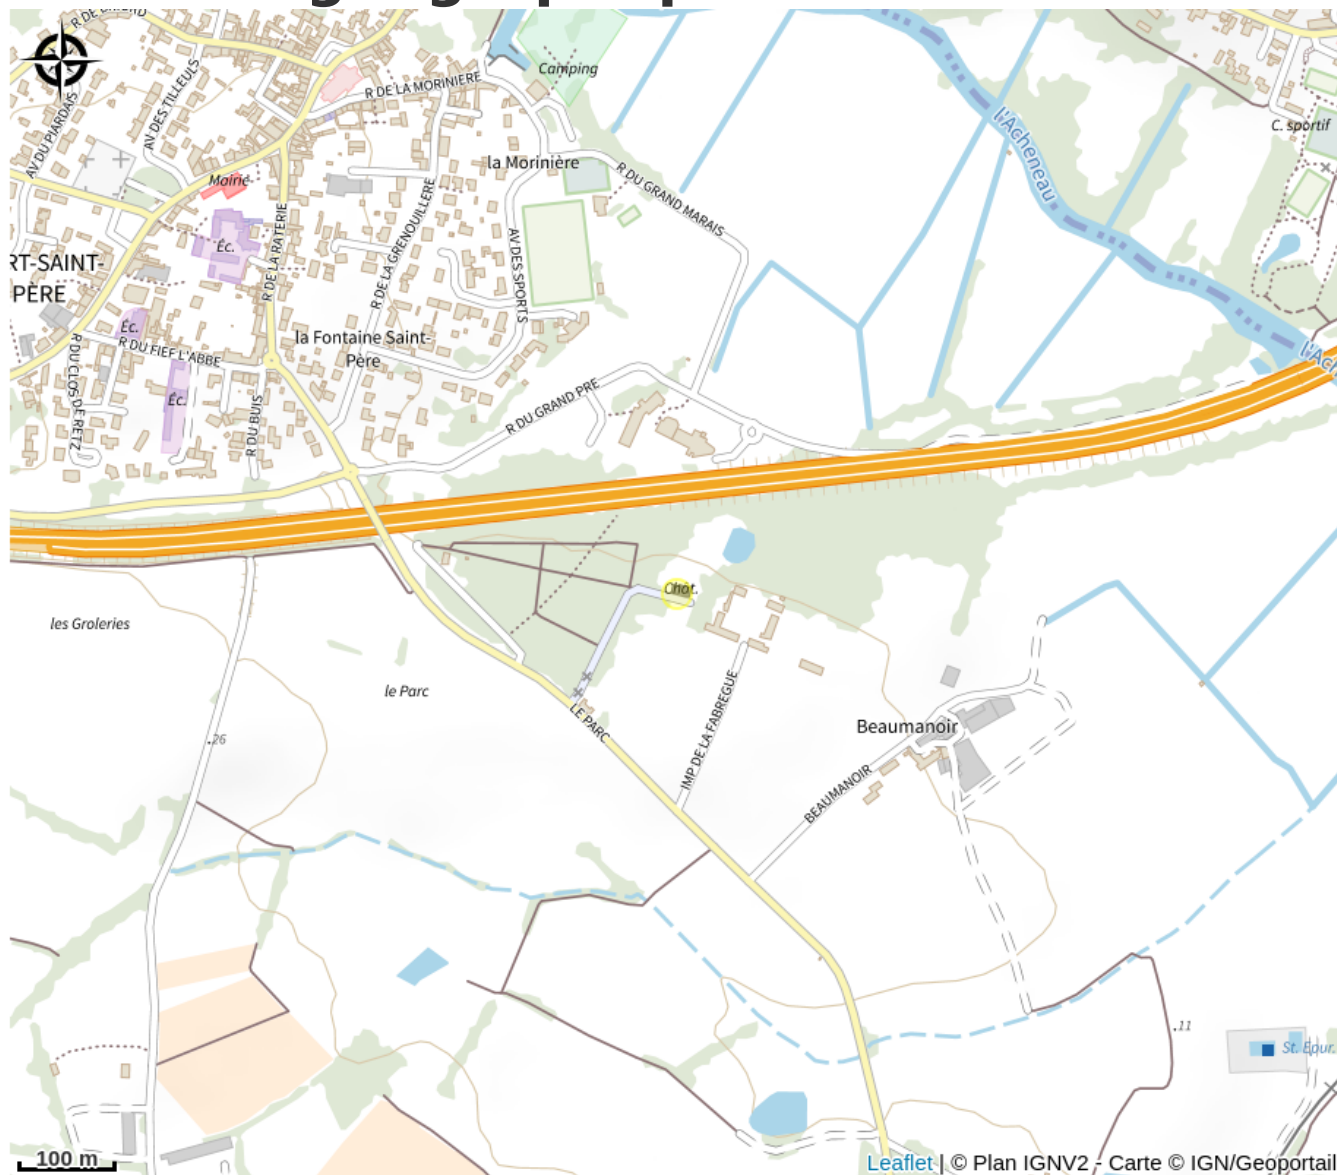 R DE LA MORINIERE
Camping
AV DES TILLEULS
AV DU PIARDAIS
l'Acheneau
C. sportif
la Morinière
R DU GRAND MARAIS
Mairie
Éc.
R DE LA RATERIE
R DE LA GRENOUILLERE
AV DES SPORTS
RT-SAINT-
PÈRE
Éc.
R DU FIEF L'ABBE
la Fontaine Saint-
Père
l'Ach
R DU CLOS DE RETZ
Éc.
R DU BUIS
R DU GRAND PRE
Chât.
les Groleries
le Parc
LE PARC
IMP DE LA FABREGUE
Beaumanoir
BEAUMANOIR
26
11
St. Épur.
100 m
Leaflet | © Plan IGNV2 - Carte © IGN/Geoportail